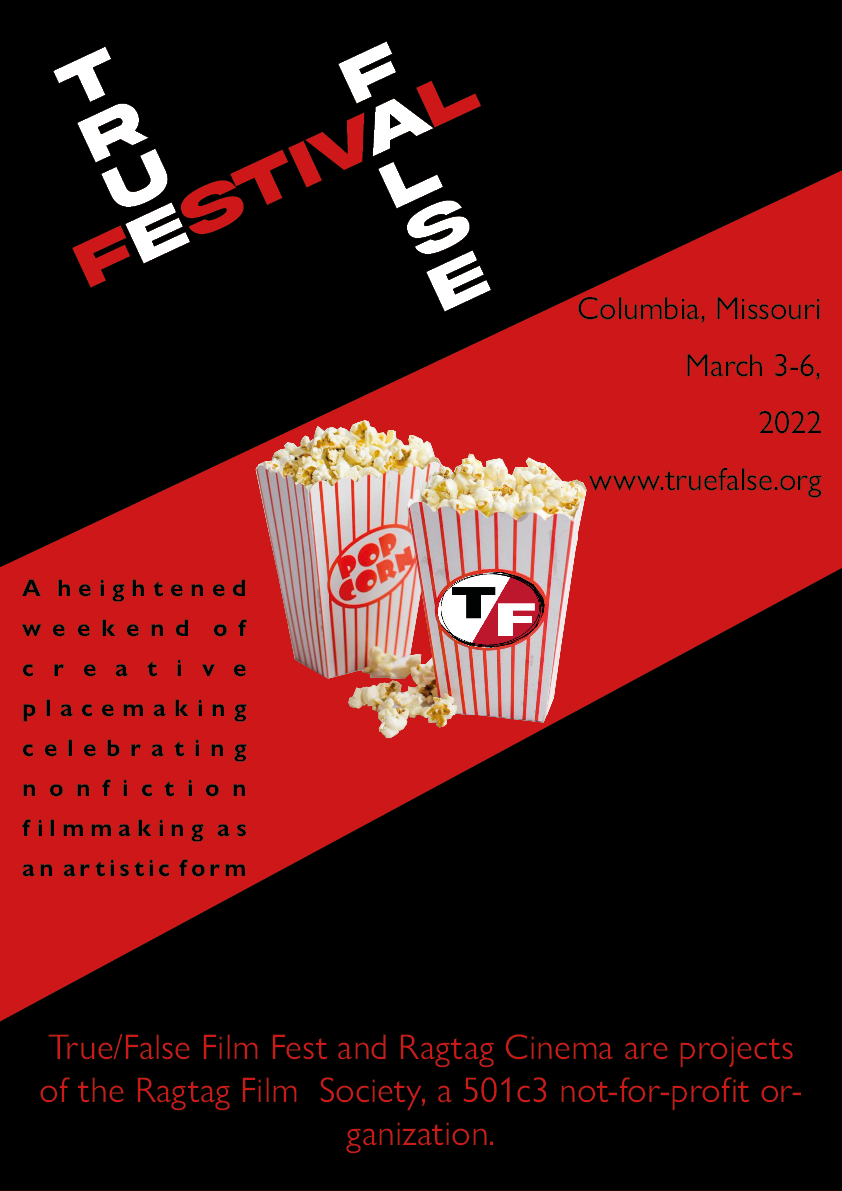 TRUE
FALSE
FESTIVAL
Columbia, Missouri
March 3-6,
2022
www.truefalse.org
POP
CORN
TF
A heightened
weekend of
creative
placemaking
celebrating
nonfiction
filmmaking as
an artistic form
True/False Film Fest and Ragtag Cinema are projects
of the Ragtag Film Society, a 501c3 not-for-profit or-
ganization.